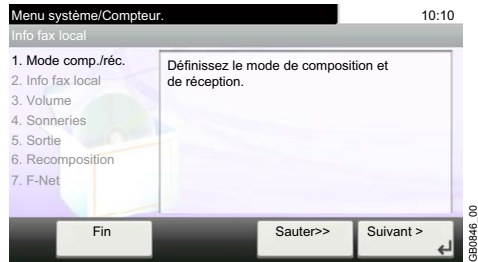 Menu système/Compteur.
10:10
Info fax local
1. Mode comp./réc.
2. Info fax local
3. Volume
4. Sonneries
5. Sortie
6. Recomposition
7. F-Net
Définissez le mode de composition et
de réception.
Fin
Sauter>>
Suivant >
GB0846_00